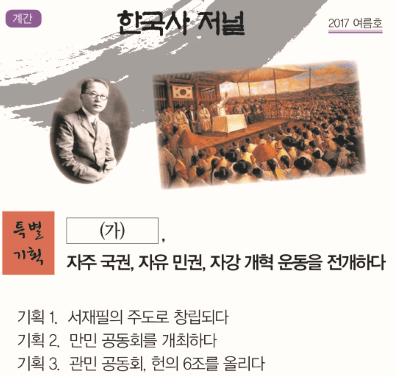 계간
한국사 저널
2017 여름호
특별 기획
(가) ,
자주 국권, 자유 민권, 자강 개혁 운동을 전개하다
기획 1. 서재필의 주도로 창립되다
기획 2. 만민 공동회를 개최하다
기획 3. 관민 공동회, 헌의 6조를 올리다